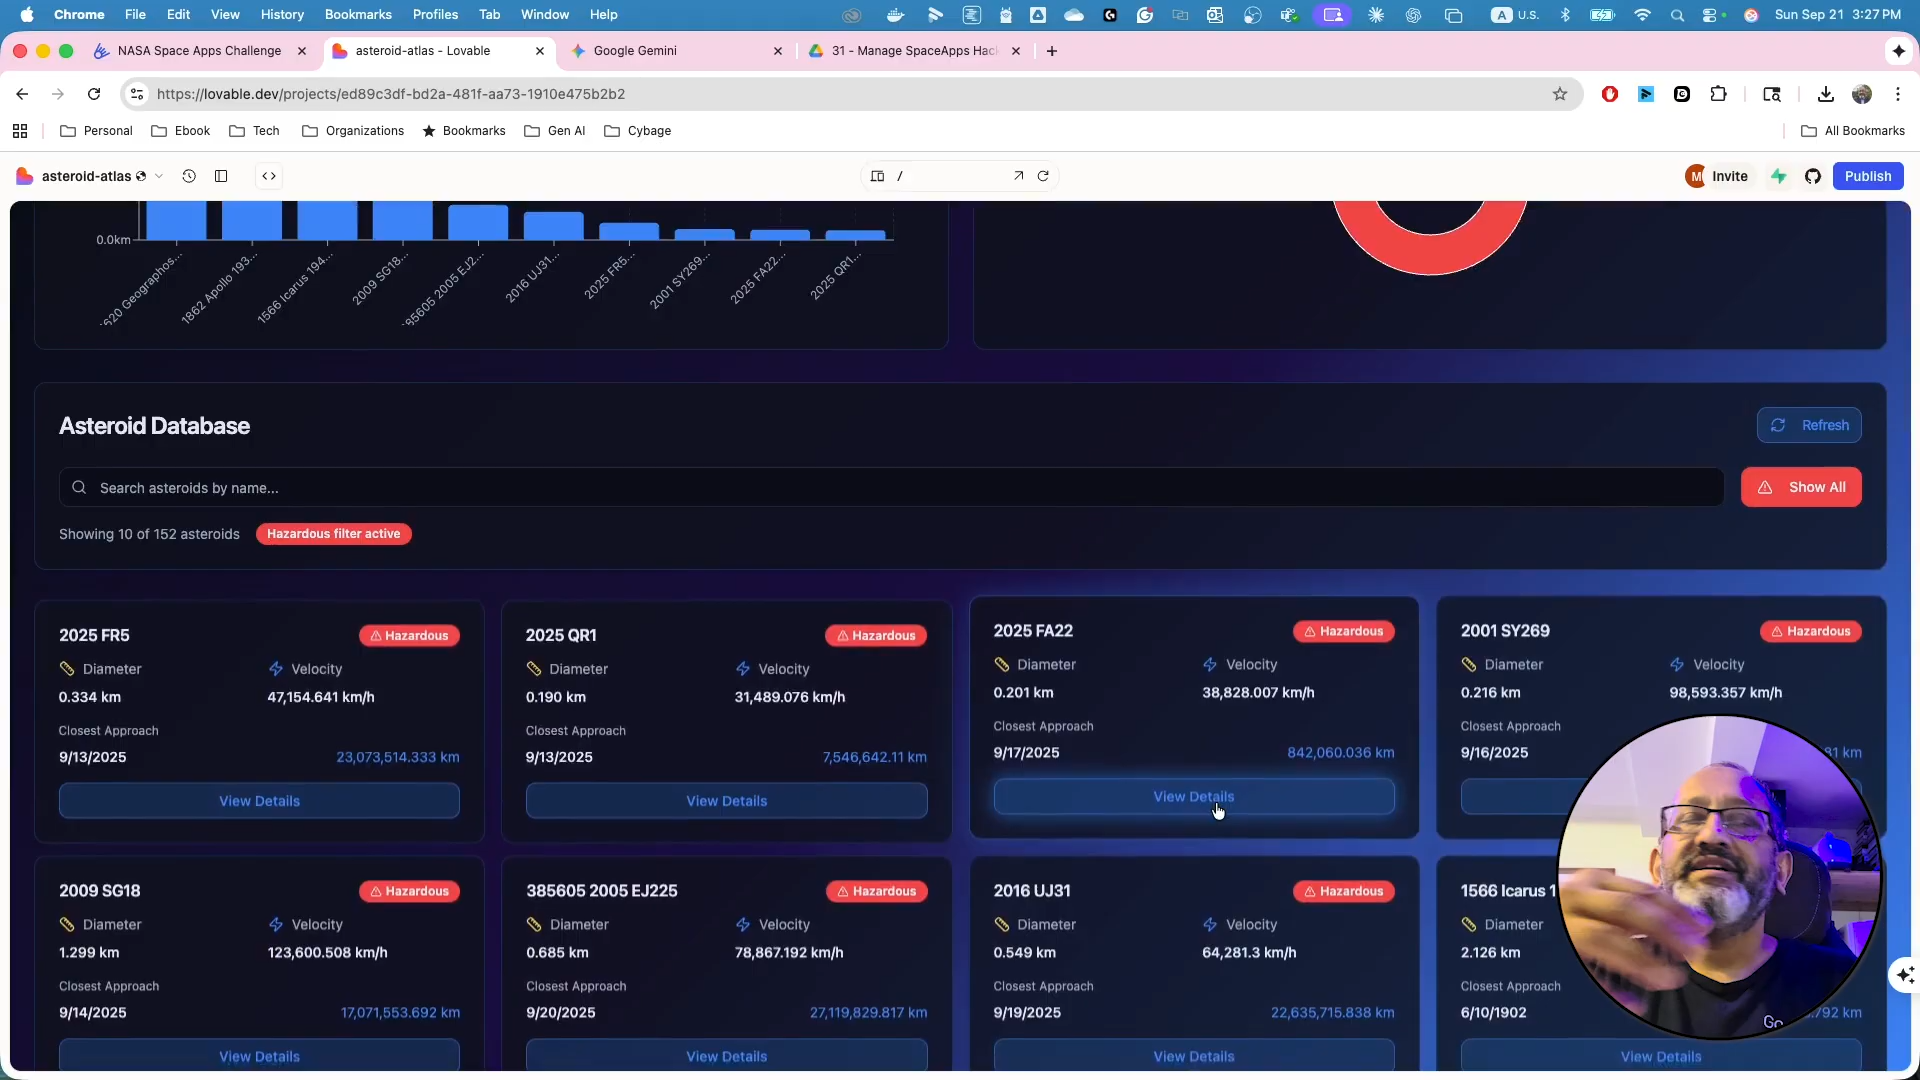 Chrome File Edit View History Bookmarks Profiles Tab Window Help
A U.S.
Sun Sep 21 3:27 PM
NASA Space Apps Challenge
asteroid-atlas - Lovable
Google Gemini
31 - Manage SpaceApps Hac
https://lovable.dev/projects/ed89c3df-bd2a-481f-aa73-1910e475b2b2
Personal Ebook Tech Organizations Bookmarks Gen AI Cybage
All Bookmarks
asteroid-atlas
/
M Invite
Publish
0.0km
620 Geographos...
1862 Apollo 193...
1566 Icarus 194...
2009 SG18...
385605 2005 EJ2...
2016 UJ31...
2025 FR5...
2001 SY269...
2025 FA22...
2025 QR1...
Asteroid Database
Refresh
Search asteroids by name...
Show All
Showing 10 of 152 asteroids Hazardous filter active
2025 FR5 Hazardous
Diameter Velocity
0.334 km 47,154.641 km/h
Closest Approach
9/13/2025 23,073,514.333 km
View Details
2025 QR1 Hazardous
Diameter Velocity
0.190 km 31,489.076 km/h
Closest Approach
9/13/2025 7,546,642.11 km
View Details
2025 FA22 Hazardous
Diameter Velocity
0.201 km 38,828.007 km/h
Closest Approach
9/17/2025 842,060.036 km
View Details
2001 SY269 Hazardous
Diameter Velocity
0.216 km 98,593.357 km/h
Closest Approach
9/16/2025 81 km
2009 SG18 Hazardous
Diameter Velocity
1.299 km 123,600.508 km/h
Closest Approach
9/14/2025 17,071,553.692 km
View Details
385605 2005 EJ225 Hazardous
Diameter Velocity
0.685 km 78,867.192 km/h
Closest Approach
9/20/2025 27,119,829.817 km
View Details
2016 UJ31 Hazardous
Diameter Velocity
0.549 km 64,281.3 km/h
Closest Approach
9/19/2025 22,635,715.838 km
View Details
1566 Icarus 1
Diameter
2.126 km
Closest Approach
6/10/1902 .792 km
View Details
Go